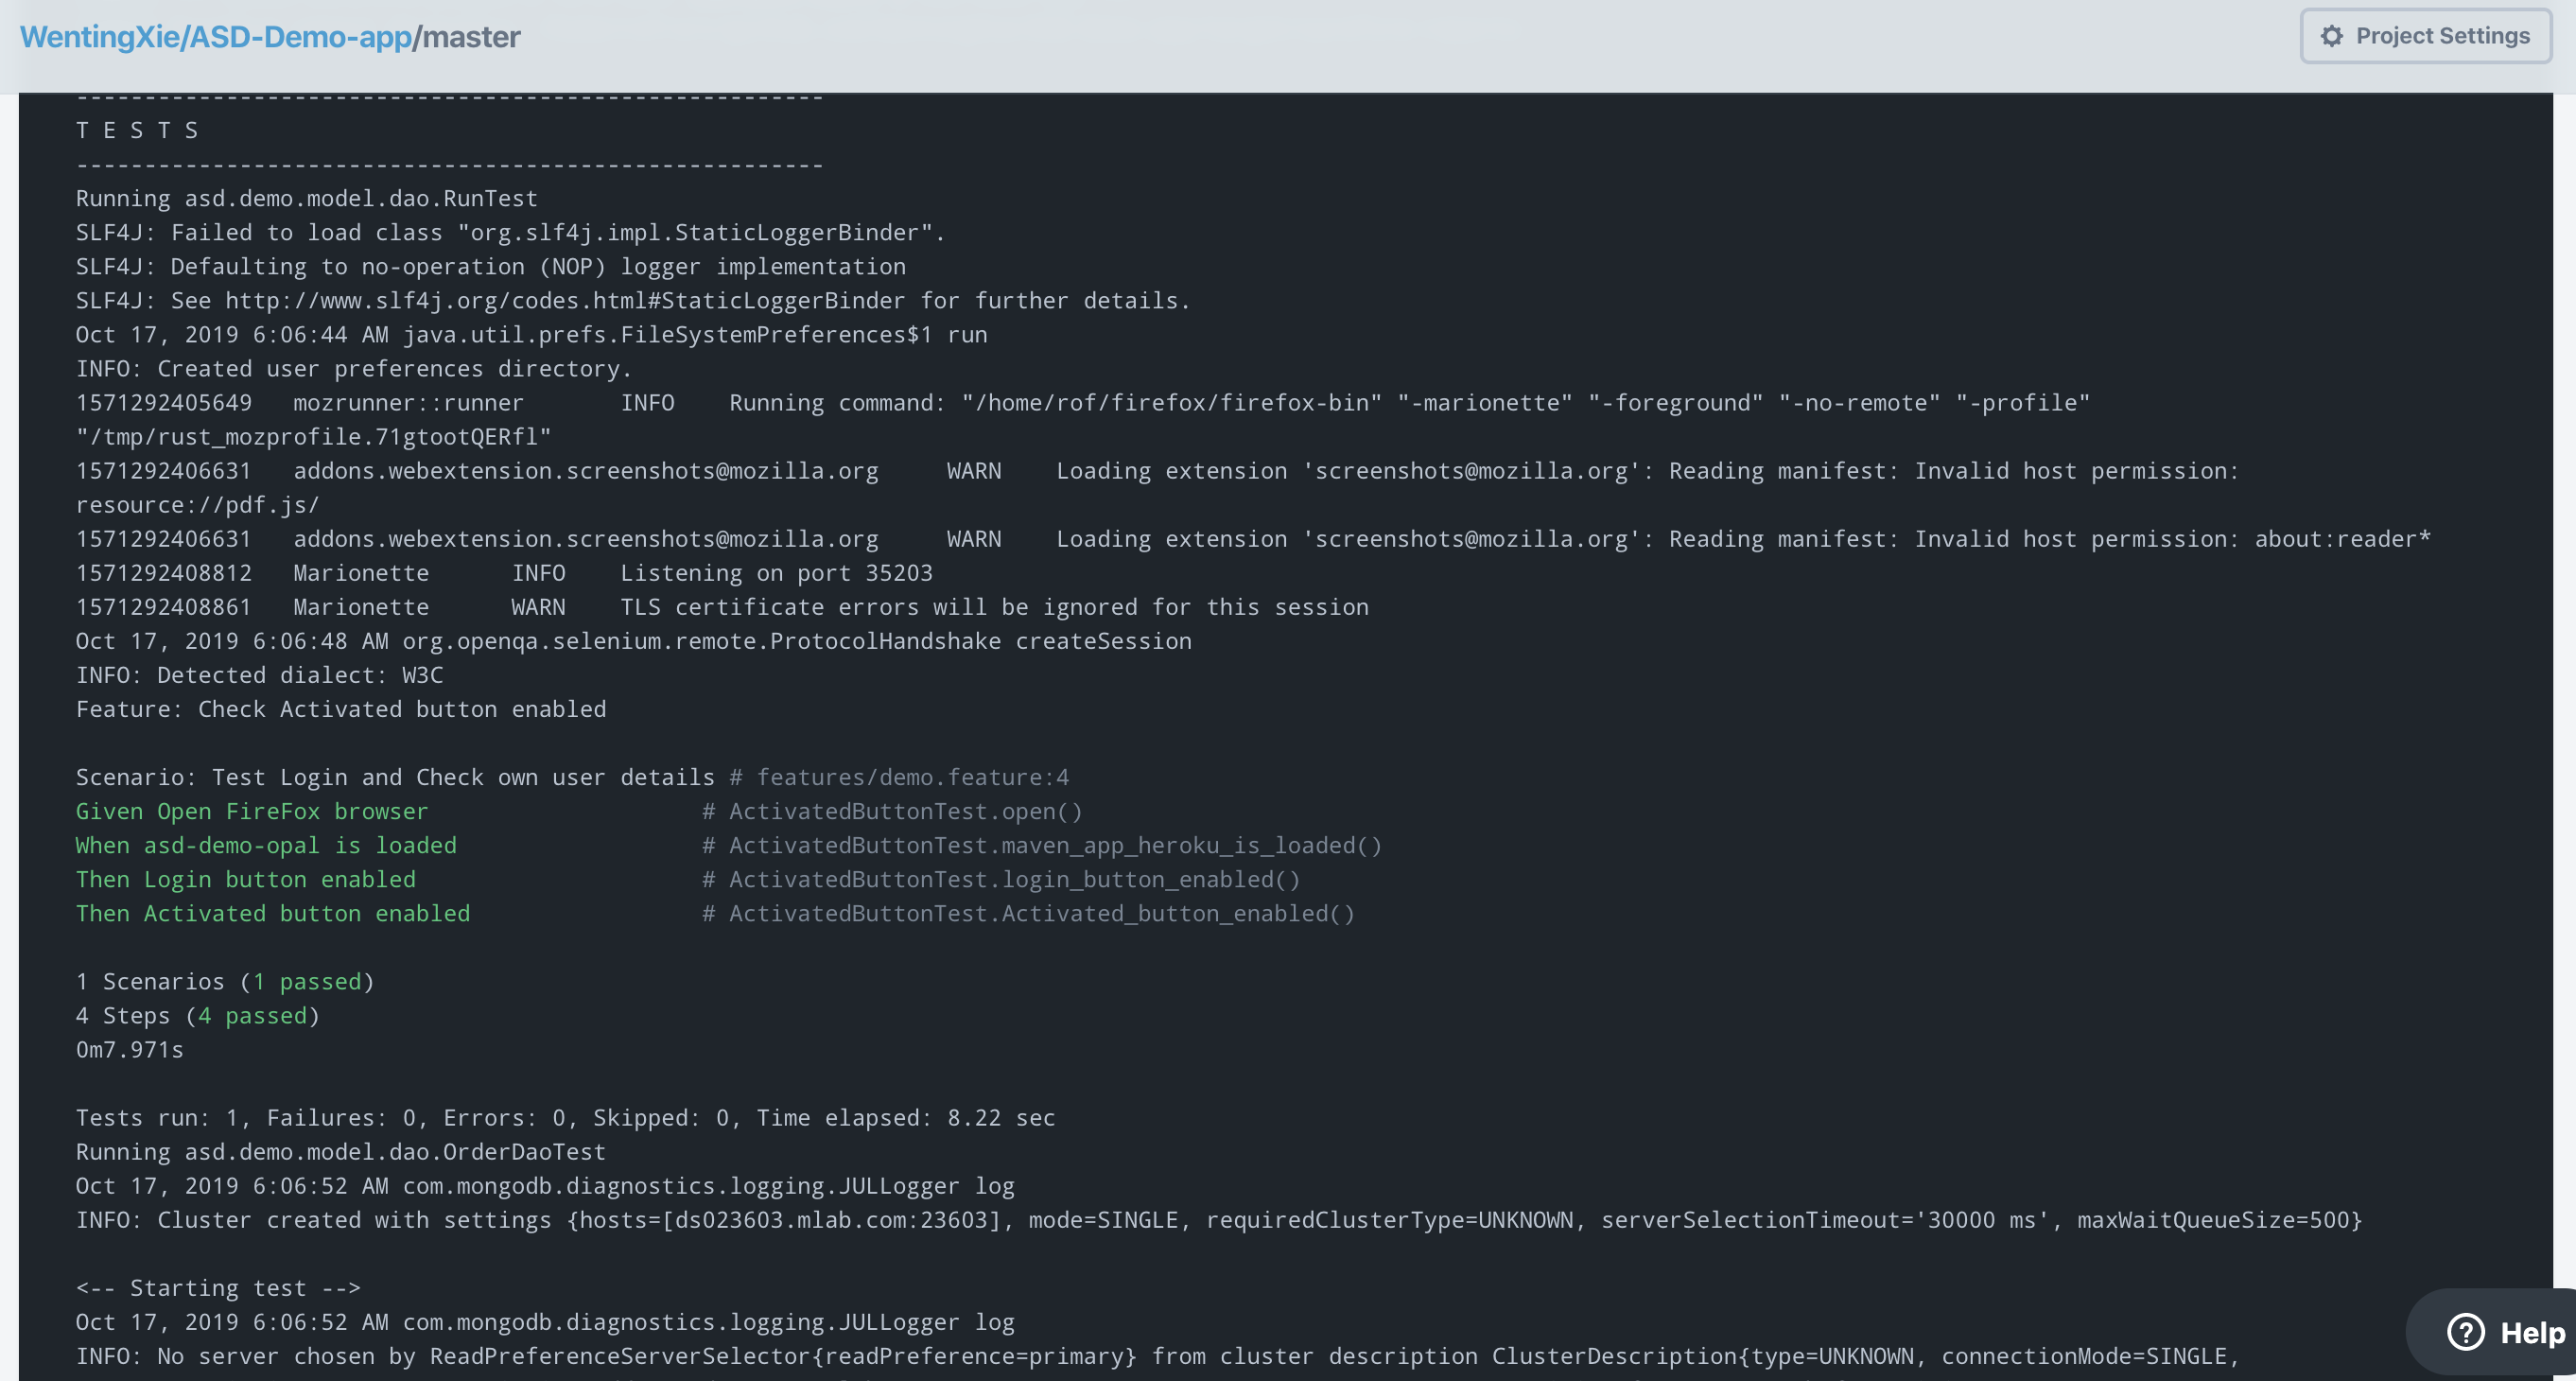 WentingXie/ASD-Demo-app/master
Project Settings
-------------------------------------------------------
T E S T S
-------------------------------------------------------
Running asd.demo.model.dao.RunTest
SLF4J: Failed to load class "org.slf4j.impl.StaticLoggerBinder".
SLF4J: Defaulting to no-operation (NOP) logger implementation
SLF4J: See http://www.slf4j.org/codes.html#StaticLoggerBinder for further details.
Oct 17, 2019 6:06:44 AM java.util.prefs.FileSystemPreferences$1 run
INFO: Created user preferences directory.
1571292405649   mozrunner::runner       INFO    Running command: "/home/rof/firefox/firefox-bin" "-marionette" "-foreground" "-no-remote" "-profile"
"/tmp/rust_mozprofile.71gtootQERfl"
1571292406631   addons.webextension.screenshots@mozilla.org     WARN    Loading extension 'screenshots@mozilla.org': Reading manifest: Invalid host permission:
resource://pdf.js/
1571292406631   addons.webextension.screenshots@mozilla.org     WARN    Loading extension 'screenshots@mozilla.org': Reading manifest: Invalid host permission: about:reader*
1571292408812   Marionette      INFO    Listening on port 35203
1571292408861   Marionette      WARN    TLS certificate errors will be ignored for this session
Oct 17, 2019 6:06:48 AM org.openqa.selenium.remote.ProtocolHandshake createSession
INFO: Detected dialect: W3C
Feature: Check Activated button enabled
Scenario: Test Login and Check own user details # features/demo.feature:4
Given Open FireFox browser                    # ActivatedButtonTest.open()
When asd-demo-opal is loaded                  # ActivatedButtonTest.maven_app_heroku_is_loaded()
Then Login button enabled                     # ActivatedButtonTest.login_button_enabled()
Then Activated button enabled                 # ActivatedButtonTest.Activated_button_enabled()
1 Scenarios (1 passed)
4 Steps (4 passed)
0m7.971s
Tests run: 1, Failures: 0, Errors: 0, Skipped: 0, Time elapsed: 8.22 sec
Running asd.demo.model.dao.OrderDaoTest
Oct 17, 2019 6:06:52 AM com.mongodb.diagnostics.logging.JULLogger log
INFO: Cluster created with settings {hosts=[ds023603.mlab.com:23603], mode=SINGLE, requiredClusterType=UNKNOWN, serverSelectionTimeout='30000 ms', maxWaitQueueSize=500}
<-- Starting test -->
Oct 17, 2019 6:06:52 AM com.mongodb.diagnostics.logging.JULLogger log
INFO: No server chosen by ReadPreferenceServerSelector{readPreference=primary} from cluster description ClusterDescription{type=UNKNOWN, connectionMode=SINGLE,
Help